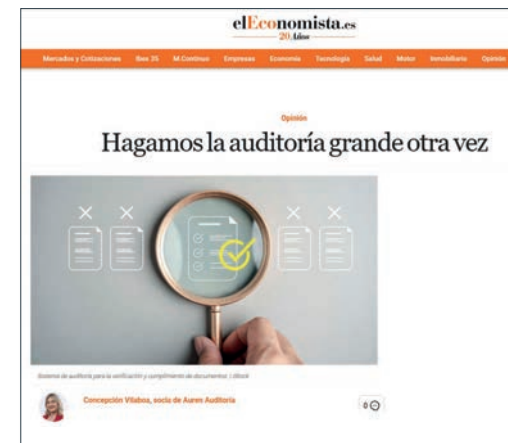 elEconomista.es
20 Años
Mercados y Cotizaciones Ibex 35 M.Continuo Empresas Economía Tecnología Salud Motor Inmobiliario Opinión
Opinión
Hagamos la auditoría grande otra vez
Sistema de auditoría para la verificación y cumplimiento de documentos. | iStock
Concepción Vilaboa, socio de Auren Auditoría
0